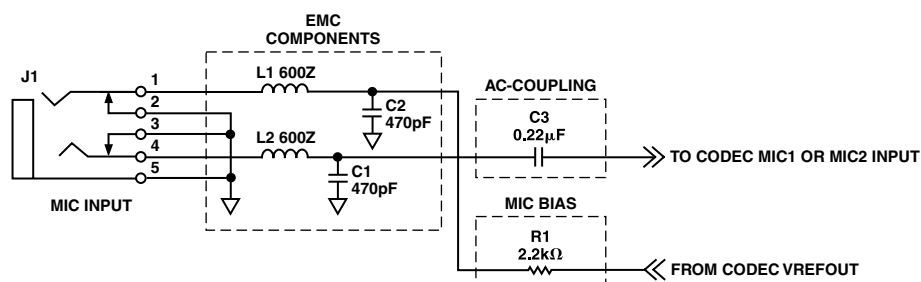 EMC
COMPONENTS
J1
1
L1 600Z
AC-COUPLING
2
C2
470pF
C3
0.22µF
3
L2 600Z
4
TO CODEC MIC1 OR MIC2 INPUT
5
C1
470pF
MIC INPUT
MIC BIAS
R1
2.2kΩ
FROM CODEC VREFOUT